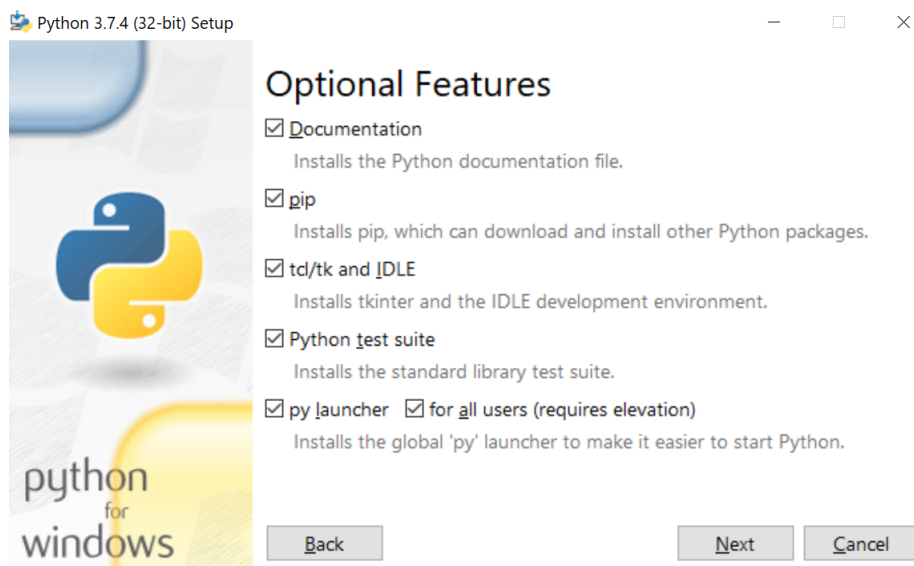 Python 3.7.4 (32-bit) Setup
Optional Features
Documentation
Installs the Python documentation file.
pip
Installs pip, which can download and install other Python packages.
tcl/tk and IDLE
Installs tkinter and the IDLE development environment.
Python test suite
Installs the standard library test suite.
py launcher for all users (requires elevation)
Installs the global 'py' launcher to make it easier to start Python.
python
for
windows
Back Next Cancel